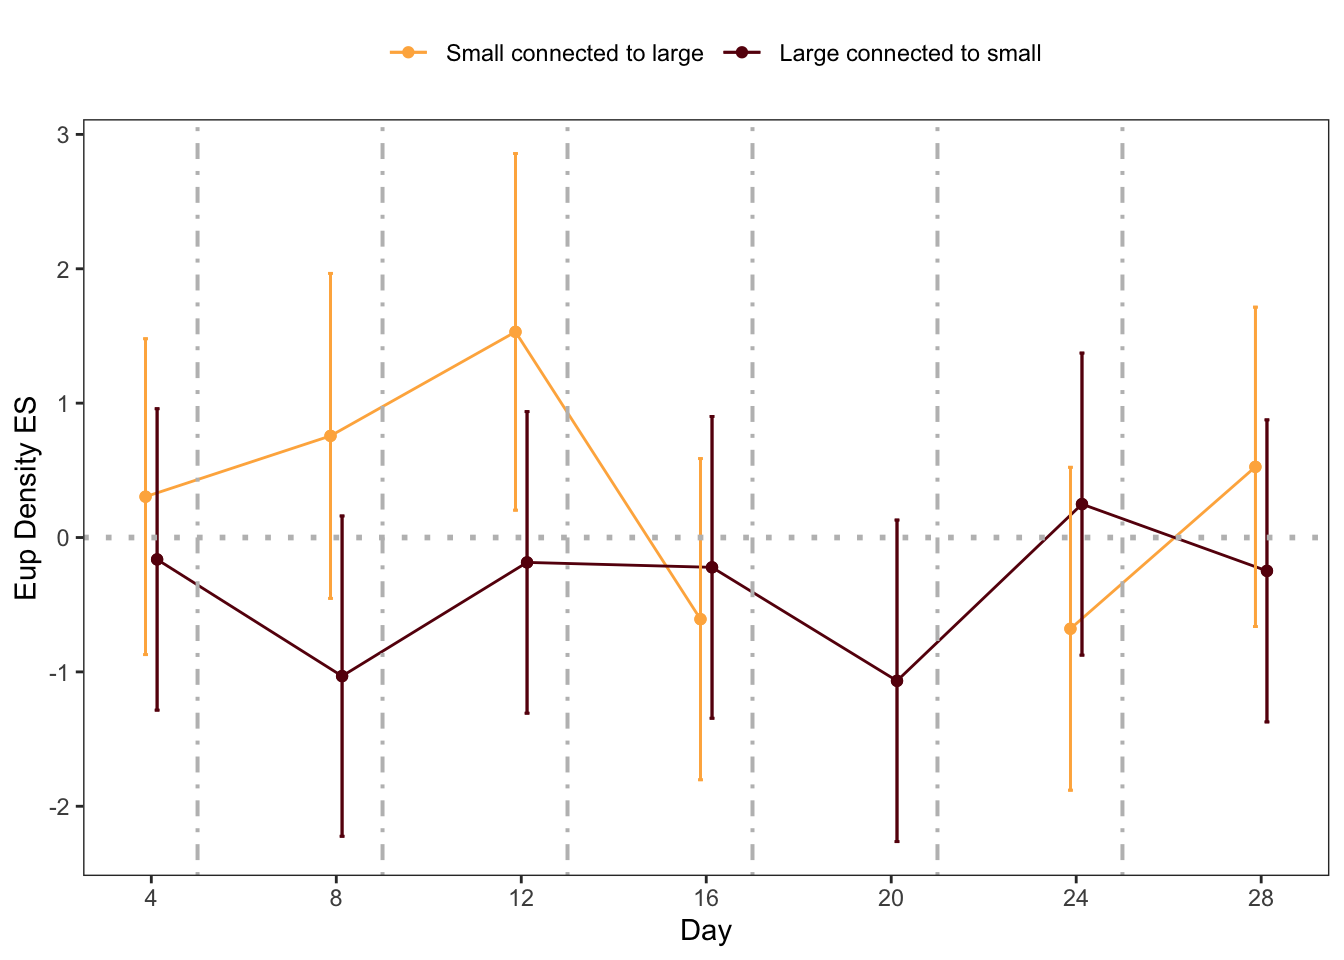 Small connected to large
Large connected to small
Eup Density ES
3
2
1
0
-1
-2
4 8 12 16 20 24 28
Day